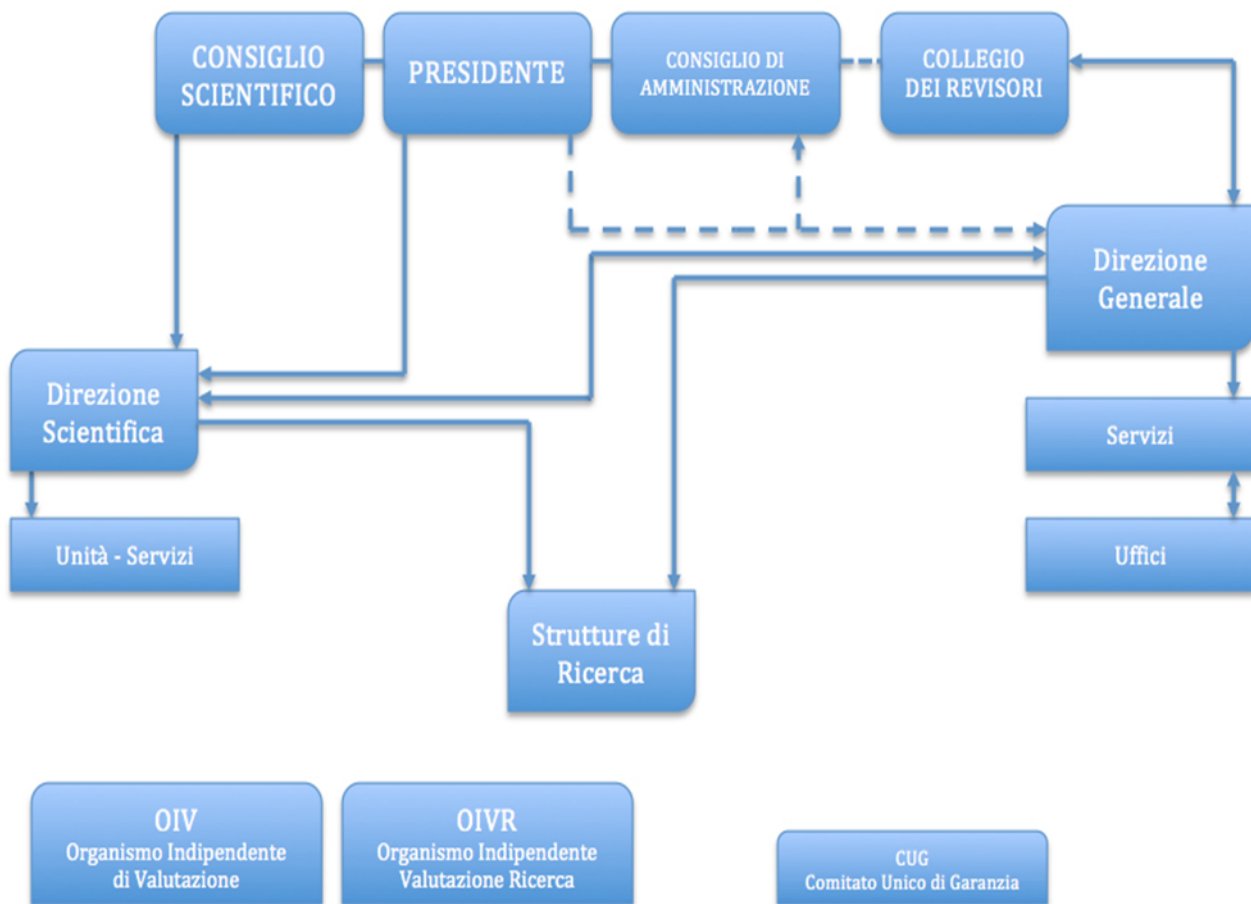 CONSIGLIO
SCIENTIFICO
PRESIDENTE
CONSIGLIO DI
AMMINISTRAZIONE
COLLEGIO
DEI REVISORI
Direzione
Generale
Direzione
Scientifica
Servizi
Unità - Servizi
Uffici
Strutture di
Ricerca
OIV
Organismo Indipendente
di Valutazione
OIVR
Organismo Indipendente
Valutazione Ricerca
CUG
Comitato Unico di Garanzia